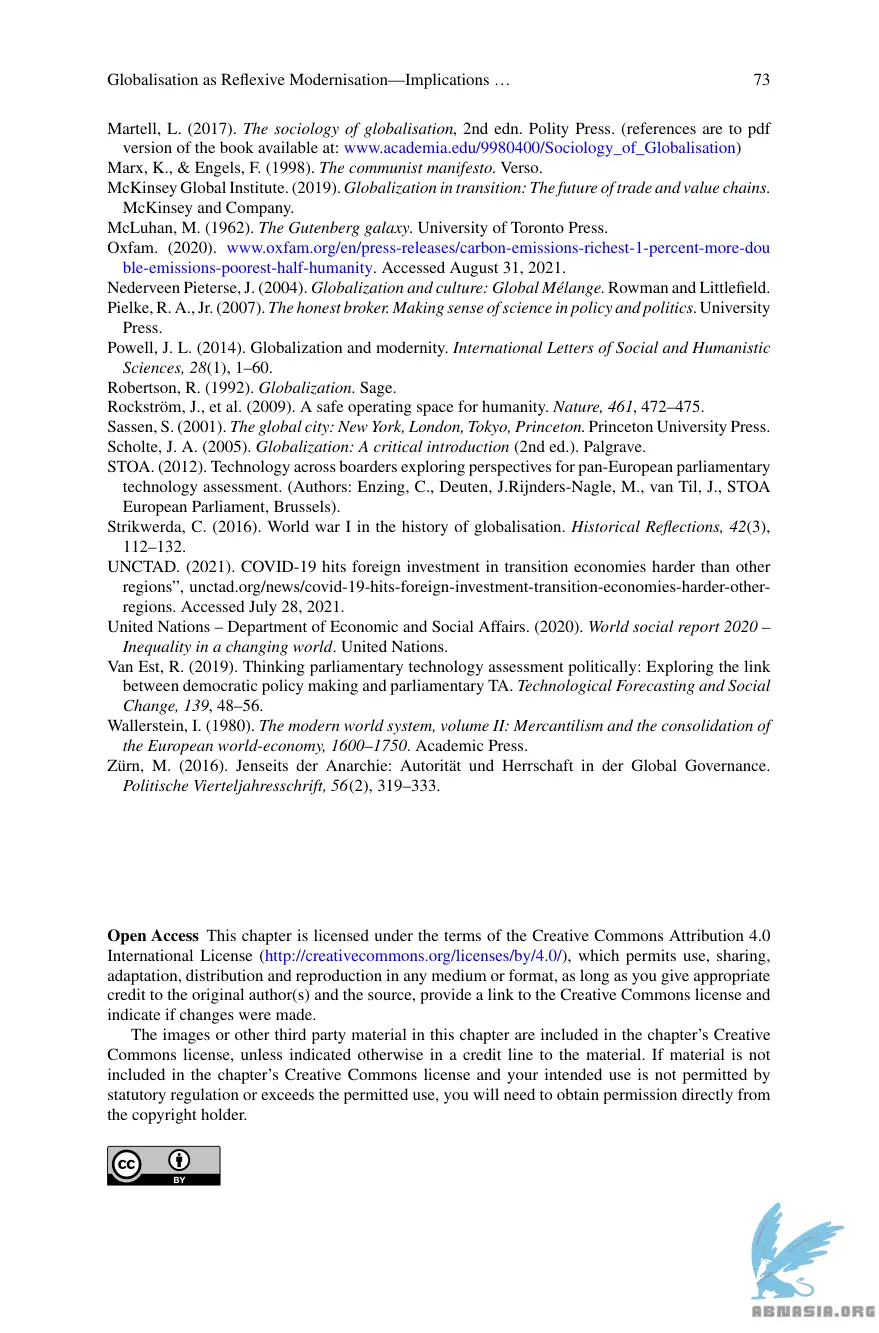 Globalisation as Reflexive Modernisation—Implications … 73
Martell, L. (2017). The sociology of globalisation, 2nd edn. Polity Press. (references are to pdf
version of the book available at: www.academia.edu/9980400/Sociology_of_Globalisation)
Marx, K., & Engels, F. (1998). The communist manifesto. Verso.
McKinsey Global Institute. (2019). Globalization in transition: The future of trade and value chains.
McKinsey and Company.
McLuhan, M. (1962). The Gutenberg galaxy. University of Toronto Press.
Oxfam. (2020). www.oxfam.org/en/press-releases/carbon-emissions-richest-1-percent-more-dou
ble-emissions-poorest-half-humanity. Accessed August 31, 2021.
Nederveen Pieterse, J. (2004). Globalization and culture: Global Mélange. Rowman and Littlefield.
Pielke, R. A., Jr. (2007). The honest broker. Making sense of science in policy and politics. University
Press.
Powell, J. L. (2014). Globalization and modernity. International Letters of Social and Humanistic
Sciences, 28(1), 1–60.
Robertson, R. (1992). Globalization. Sage.
Rockström, J., et al. (2009). A safe operating space for humanity. Nature, 461, 472–475.
Sassen, S. (2001). The global city: New York, London, Tokyo, Princeton. Princeton University Press.
Scholte, J. A. (2005). Globalization: A critical introduction (2nd ed.). Palgrave.
STOA. (2012). Technology across boarders exploring perspectives for pan-European parliamentary
technology assessment. (Authors: Enzing, C., Deuten, J.Rijnders-Nagle, M., van Til, J., STOA
European Parliament, Brussels).
Strikwerda, C. (2016). World war I in the history of globalisation. Historical Reflections, 42(3),
112–132.
UNCTAD. (2021). COVID-19 hits foreign investment in transition economies harder than other
regions”, unctad.org/news/covid-19-hits-foreign-investment-transition-economies-harder-other-
regions. Accessed July 28, 2021.
United Nations – Department of Economic and Social Affairs. (2020). World social report 2020 –
Inequality in a changing world. United Nations.
Van Est, R. (2019). Thinking parliamentary technology assessment politically: Exploring the link
between democratic policy making and parliamentary TA. Technological Forecasting and Social
Change, 139, 48–56.
Wallerstein, I. (1980). The modern world system, volume II: Mercantilism and the consolidation of
the European world-economy, 1600–1750. Academic Press.
Zürn, M. (2016). Jenseits der Anarchie: Autorität und Herrschaft in der Global Governance.
Politische Vierteljahresschrift, 56(2), 319–333.
Open Access This chapter is licensed under the terms of the Creative Commons Attribution 4.0
International License (http://creativecommons.org/licenses/by/4.0/), which permits use, sharing,
adaptation, distribution and reproduction in any medium or format, as long as you give appropriate
credit to the original author(s) and the source, provide a link to the Creative Commons license and
indicate if changes were made.
The images or other third party material in this chapter are included in the chapter’s Creative
Commons license, unless indicated otherwise in a credit line to the material. If material is not
included in the chapter’s Creative Commons license and your intended use is not permitted by
statutory regulation or exceeds the permitted use, you will need to obtain permission directly from
the copyright holder.
cc
BY
ABNASIA.ORG